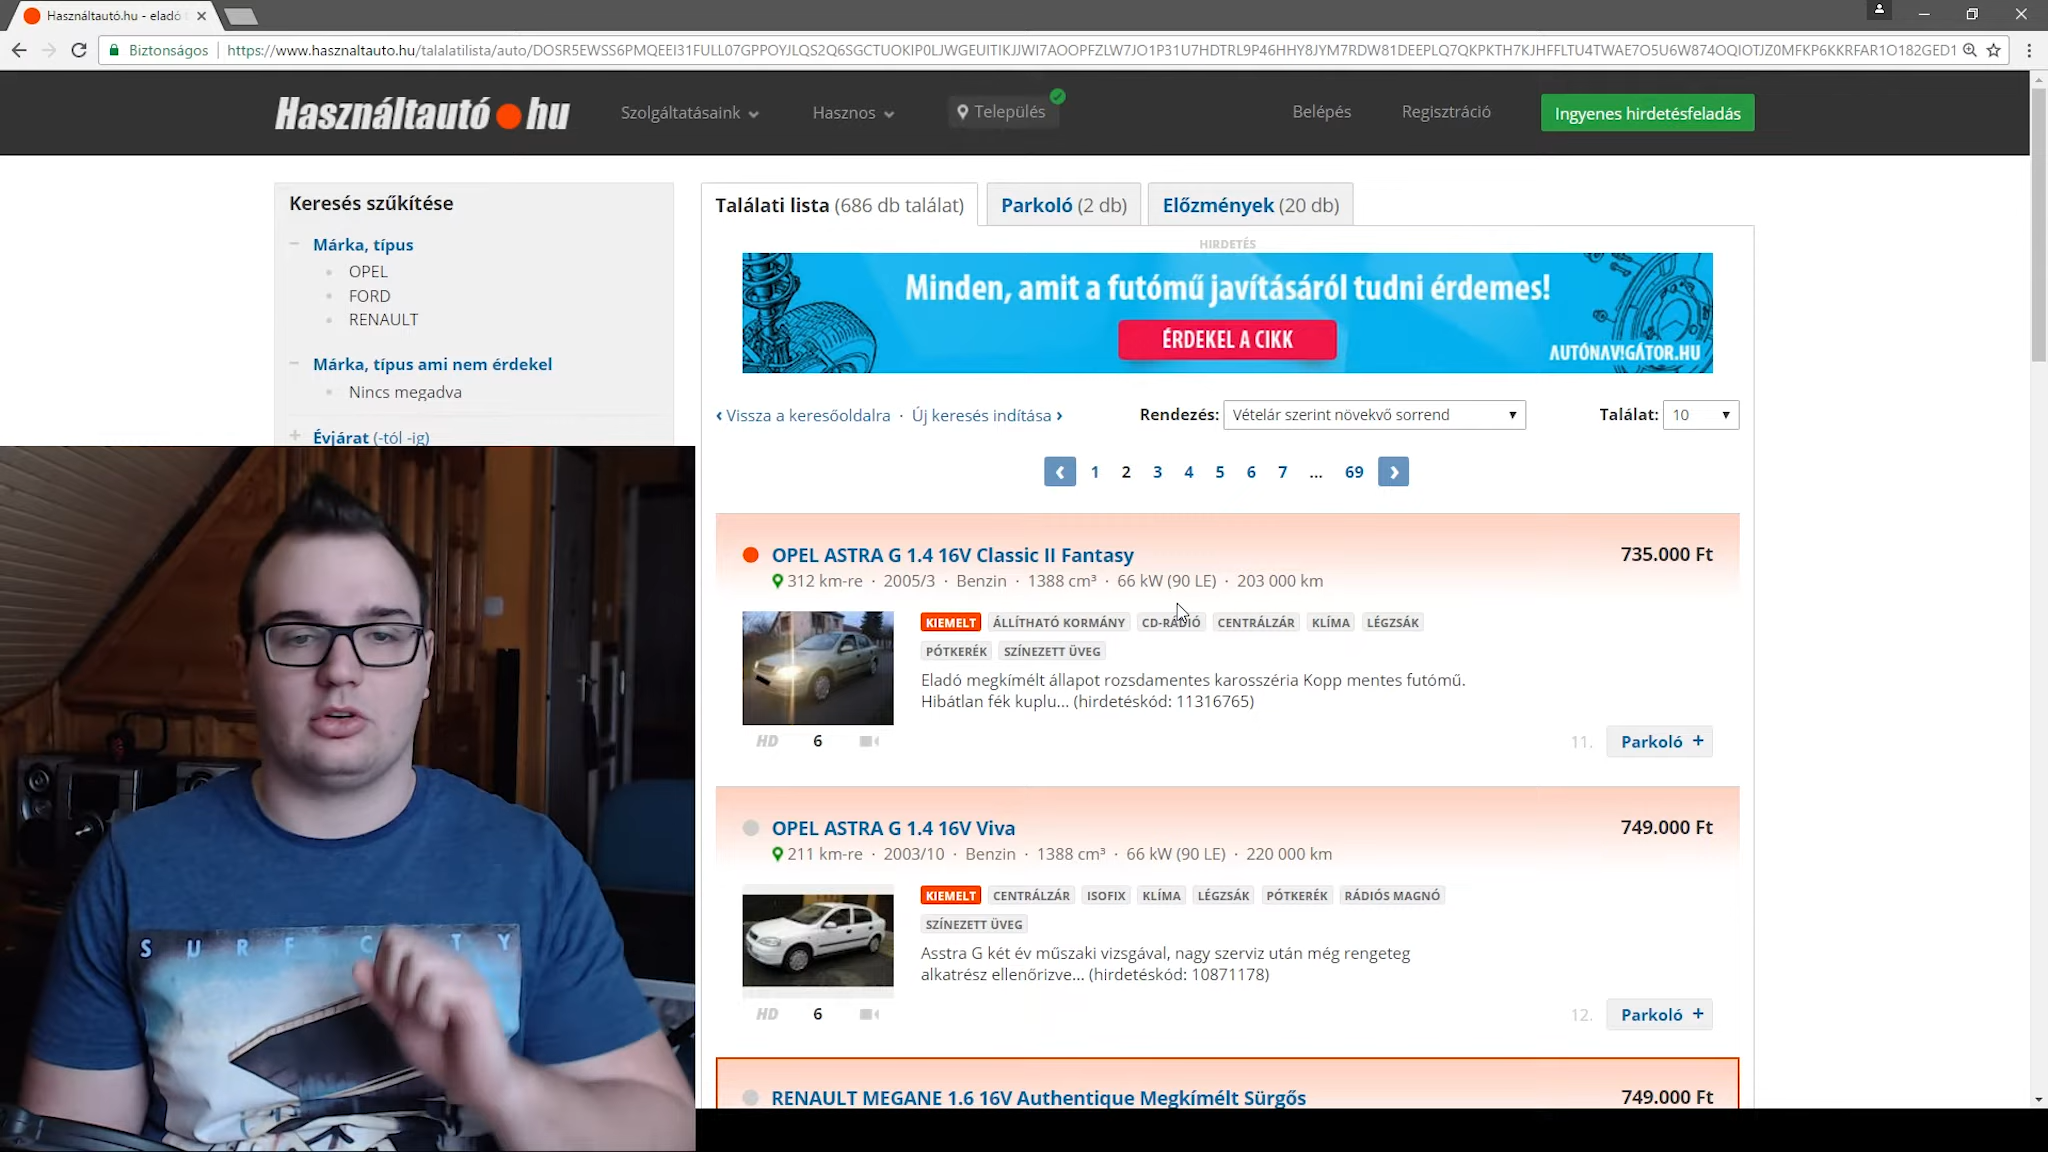 Használtautó.hu - eladó
Biztonságos
https://www.hasznaltauto.hu/talalatilista/auto/DOSR5EWSS6PMQEEI31FULL07GPPOYJLQS2Q6SGCTUOKIP0LJWGEUITIKJJWI7AOOPFZLW7JO1P31U7HDTRL9P46HHY8JYM7RDW81DEEPLQ7QKPKTH7KJHFFLTU4TWAE7O5U6W874OQIOTJZ0MFKP6KKRFAR1O182GED1
Használtautó hu
Szolgáltatásaink
Hasznos
Település
Belépés
Regisztráció
Ingyenes hirdetésfeladás
Keresés szűkítése
Márka, típus
OPEL
FORD
RENAULT
Márka, típus ami nem érdekel
Nincs megadva
Évjárat (-tól -ig)
Találati lista (686 db találat)
Parkoló (2 db)
Előzmények (20 db)
HIRDETÉS
Minden, amit a futómű javításáról tudni érdemes!
ÉRDEKEL A CIKK
AUTÓNAVIGÁTOR.HU
‹ Vissza a keresőoldalra · Új keresés indítása ›
Rendezés: Vételár szerint növekvő sorrend
Találat: 10
‹ 1 2 3 4 5 6 7 ... 69 ›
OPEL ASTRA G 1.4 16V Classic II Fantasy
735.000 Ft
312 km-re · 2005/3 · Benzin · 1388 cm³ · 66 kW (90 LE) · 203 000 km
KIEMELT ÁLLÍTHATÓ KORMÁNY CD-RÁDIÓ CENTRÁLZÁR KLÍMA LÉGZSÁK
PÓTKERÉK SZÍNEZETT ÜVEG
Eladó megkímélt állapot rozsdamentes karosszéria Kopp mentes futómű.
Hibátlan fék kuplu... (hirdetéskód: 11316765)
HD 6
11. Parkoló +
OPEL ASTRA G 1.4 16V Viva
749.000 Ft
211 km-re · 2003/10 · Benzin · 1388 cm³ · 66 kW (90 LE) · 220 000 km
KIEMELT CENTRÁLZÁR ISOFIX KLÍMA LÉGZSÁK PÓTKERÉK RÁDIÓS MAGNÓ
SZÍNEZETT ÜVEG
Asstra G két év műszaki vizsgával, nagy szerviz után még rengeteg
alkatrész ellenőrizve... (hirdetéskód: 10871178)
HD 6
12. Parkoló +
RENAULT MEGANE 1.6 16V Authentique Megkímélt Sürgős
749.000 Ft
SURF C TY